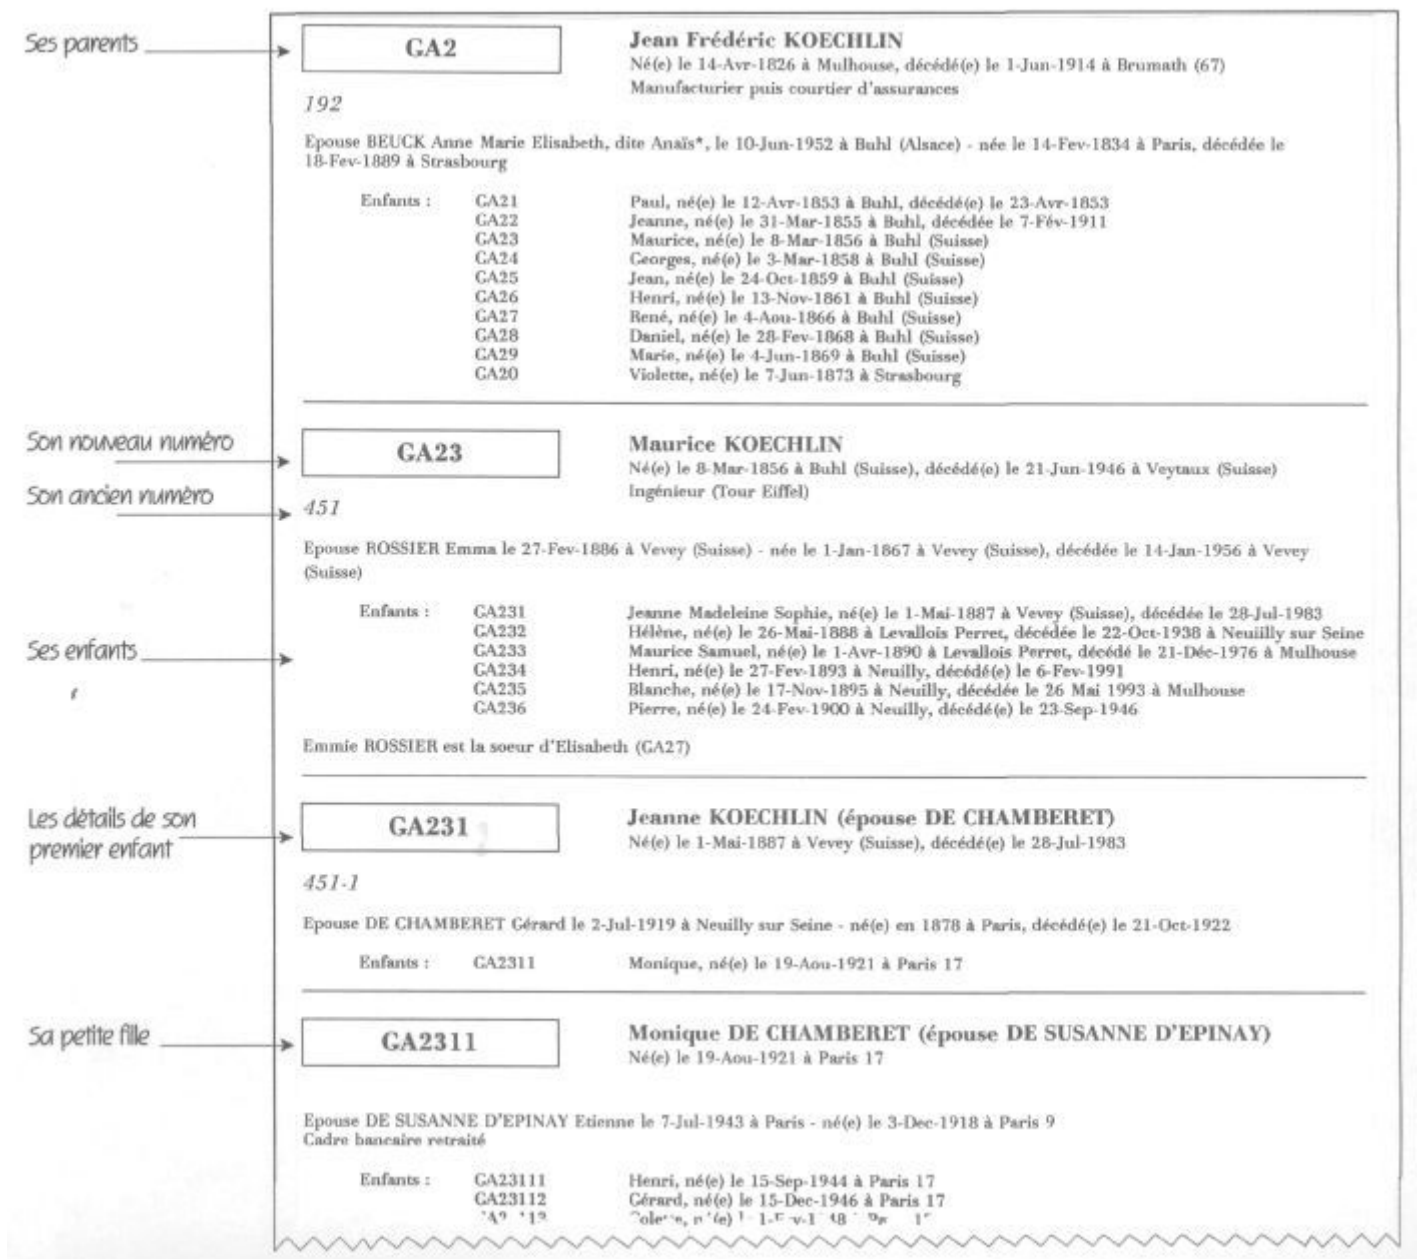 Ses parents
GA2
Jean Frédéric KOECHLIN
Né(e) le 14-Avr-1826 à Mulhouse, décédé(e) le 1-Jun-1914 à Brumath (67)
Manufacturier puis courtier d'assurances
192
Epouse BEUCK Anne Marie Elisabeth, dite Anaïs*, le 10-Jun-1952 à Buhl (Alsace) - née le 14-Fev-1834 à Paris, décédée le
18-Fev-1889 à Strasbourg
Enfants : GA21 Paul, né(e) le 12-Avr-1853 à Buhl, décédé(e) le 23-Avr-1853
GA22 Jeanne, né(e) le 31-Mar-1855 à Buhl, décédée le 7-Fév-1911
GA23 Maurice, né(e) le 8-Mar-1856 à Buhl (Suisse)
GA24 Georges, né(e) le 3-Mar-1858 à Buhl (Suisse)
GA25 Jean, né(e) le 24-Oct-1859 à Buhl (Suisse)
GA26 Henri, né(e) le 13-Nov-1861 à Buhl (Suisse)
GA27 René, né(e) le 4-Aou-1866 à Buhl (Suisse)
GA28 Daniel, né(e) le 28-Fev-1868 à Buhl (Suisse)
GA29 Marie, né(e) le 4-Jun-1869 à Buhl (Suisse)
GA20 Violette, né(e) le 7-Jun-1873 à Strasbourg
Son nouveau numéro
GA23
Maurice KOECHLIN
Né(e) le 8-Mar-1856 à Buhl (Suisse), décédé(e) le 21-Jun-1946 à Veytaux (Suisse)
Ingénieur (Tour Eiffel)
Son ancien numéro
451
Epouse ROSSIER Emma le 27-Fev-1886 à Vevey (Suisse) - née le 1-Jan-1867 à Vevey (Suisse), décédée le 14-Jan-1956 à Vevey
(Suisse)
Enfants : GA231 Jeanne Madeleine Sophie, né(e) le 1-Mai-1887 à Vevey (Suisse), décédée le 28-Jul-1983
GA232 Hélène, né(e) le 26-Mai-1888 à Levallois Perret, décédée le 22-Oct-1938 à Neuiilly sur Seine
Ses enfants
GA233 Maurice Samuel, né(e) le 1-Avr-1890 à Levallois Perret, décédé le 21-Déc-1976 à Mulhouse
GA234 Henri, né(e) le 27-Fev-1893 à Neuilly, décédé(e) le 6-Fev-1991
GA235 Blanche, né(e) le 17-Nov-1895 à Neuilly, décédée le 26 Mai 1993 à Mulhouse
GA236 Pierre, né(e) le 24-Fev-1900 à Neuilly, décédé(e) le 23-Sep-1946
Emmie ROSSIER est la soeur d'Elisabeth (GA27)
Les détails de son
premier enfant
GA231
Jeanne KOECHLIN (épouse DE CHAMBERET)
Né(e) le 1-Mai-1887 à Vevey (Suisse), décédé(e) le 28-Jul-1983
451-1
Epouse DE CHAMBERET Gérard le 2-Jul-1919 à Neuilly sur Seine - né(e) en 1878 à Paris, décédé(e) le 21-Oct-1922
Enfants : GA2311 Monique, né(e) le 19-Aou-1921 à Paris 17
Sa petite fille
GA2311
Monique DE CHAMBERET (épouse DE SUSANNE D'EPINAY)
Né(e) le 19-Aou-1921 à Paris 17
Epouse DE SUSANNE D'EPINAY Etienne le 7-Jul-1943 à Paris - né(e) le 3-Dec-1918 à Paris 9
Cadre bancaire retraité
Enfants : GA23111 Henri, né(e) le 15-Sep-1944 à Paris 17
GA23112 Gérard, né(e) le 15-Dec-1946 à Paris 17